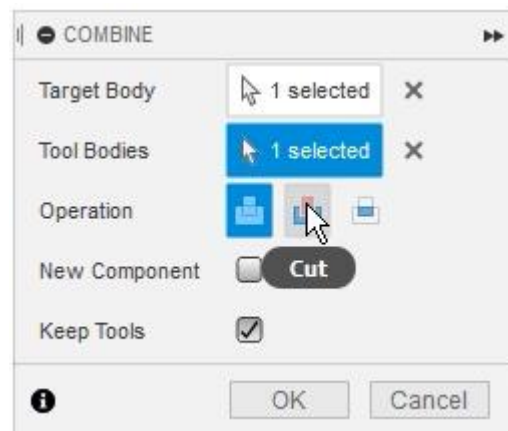 COMBINE
Target Body 1 selected
Tool Bodies 1 selected
Operation
New Component Cut
Keep Tools
OK Cancel